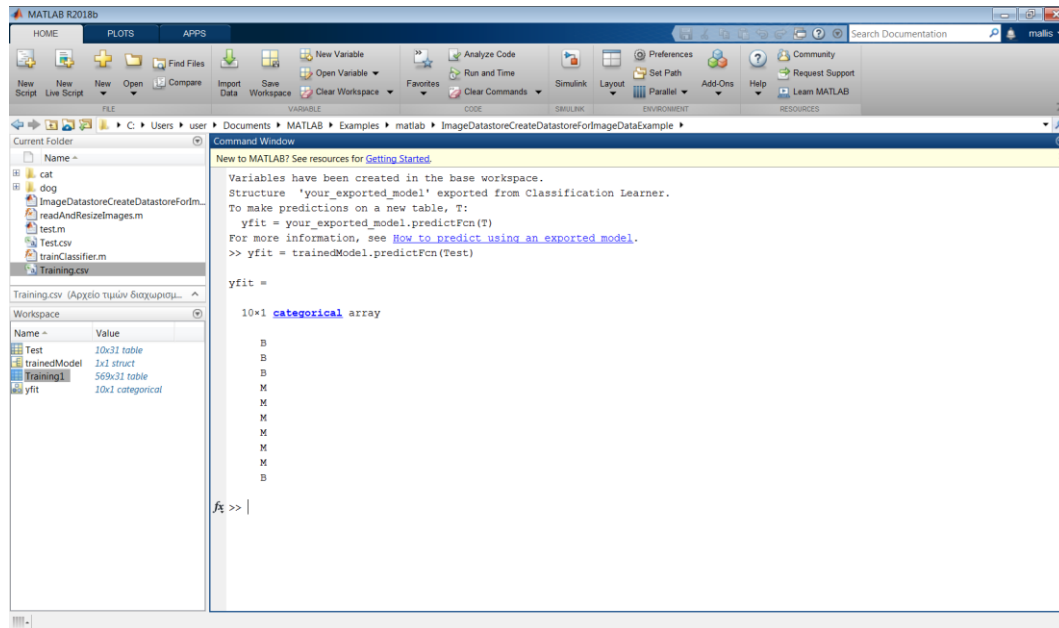 MATLAB R2018b
HOME PLOTS APPS
Search Documentation
mallis
New Script
New Live Script
New
Open
Find Files
Compare
Import Data
Save Workspace
New Variable
Open Variable
Clear Workspace
Favorites
Analyze Code
Run and Time
Clear Commands
Simulink
Layout
Preferences
Set Path
Parallel
Add-Ons
Help
Community
Request Support
Learn MATLAB
FILE VARIABLE CODE SIMULINK ENVIRONMENT RESOURCES
C: Users user Documents MATLAB Examples matlab ImageDatastoreCreateDatastoreForImageDataExample
Current Folder
Name
cat
dog
ImageDatastoreCreateDatastoreForIm...
readAndResizeImages.m
test.m
Test.csv
trainClassifier.m
Training.csv
Training.csv (Αρχείο τιμών διαχωρισμ...
Workspace
Name Value
Test 10x31 table
trainedModel 1x1 struct
Training1 569x31 table
yfit 10x1 categorical
Command Window
New to MATLAB? See resources for Getting Started.
Variables have been created in the base workspace.
Structure 'your_exported_model' exported from Classification Learner.
To make predictions on a new table, T:
yfit = your_exported_model.predictFcn(T)
For more information, see How to predict using an exported model.
>> yfit = trainedModel.predictFcn(Test)
yfit =
10×1 categorical array
B
B
B
M
M
M
M
M
M
B
fx >>